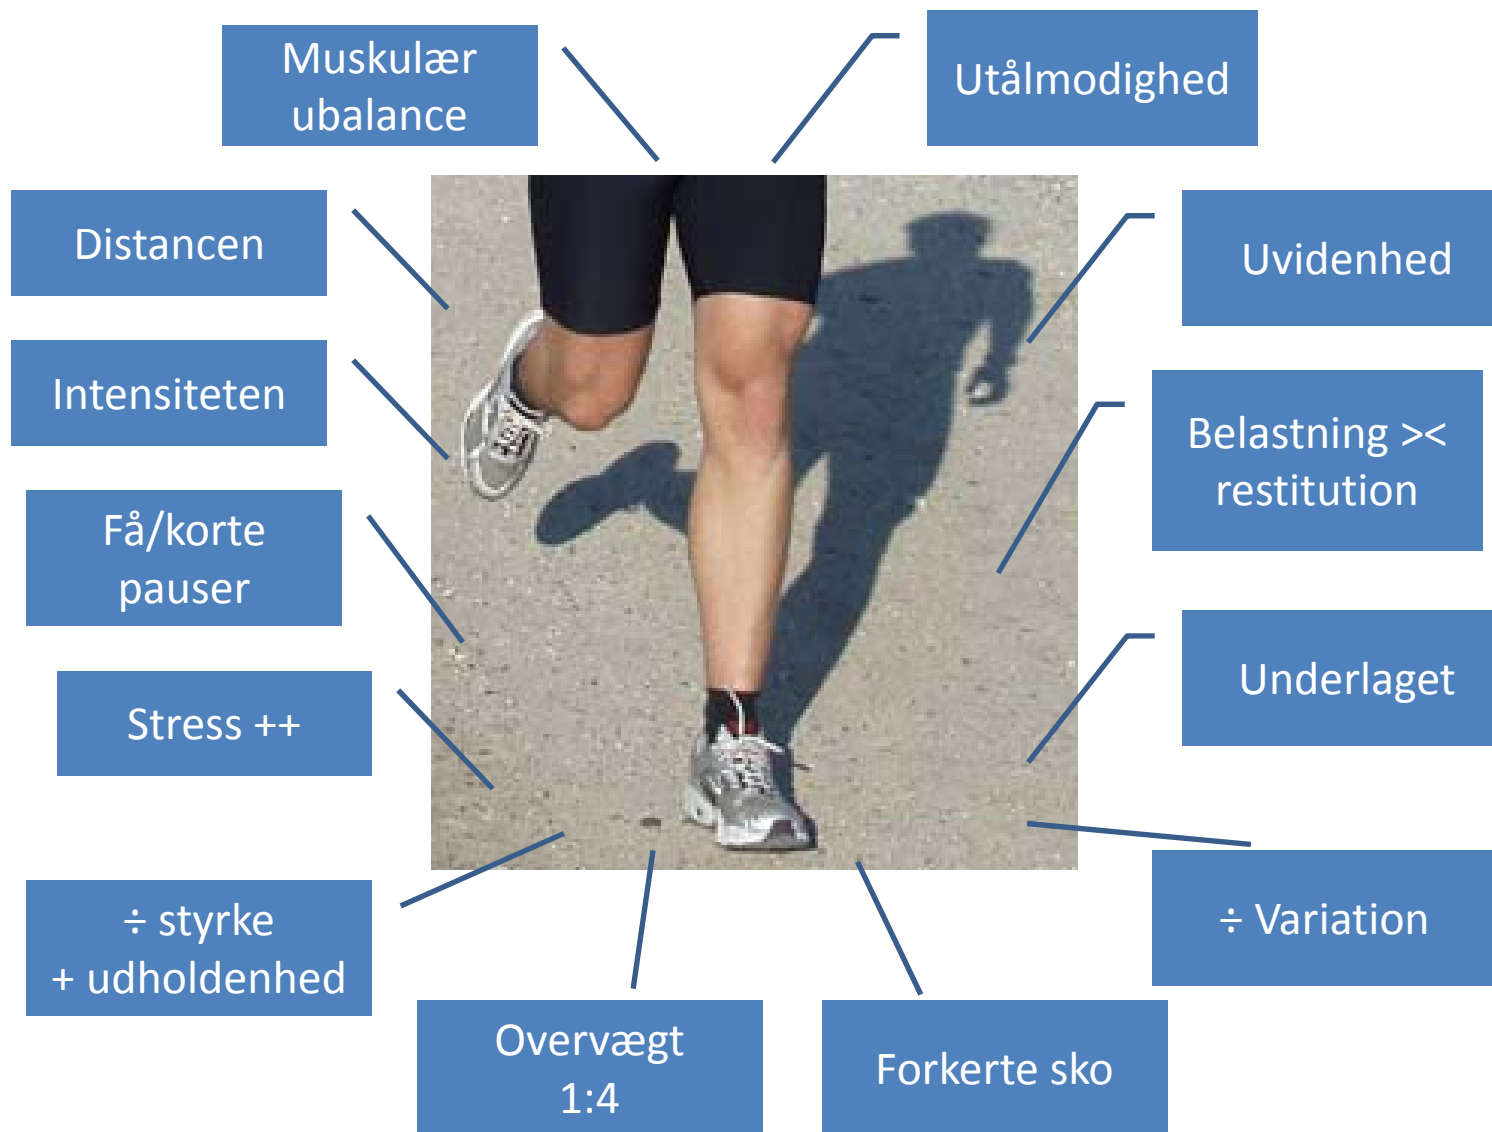 Muskulær
ubalance
Utålmodighed
Distancen
Uvidenhed
Intensiteten
Belastning ><
restitution
Få/korte
pauser
Underlaget
Stress ++
÷ styrke
+ udholdenhed
÷ Variation
Overvægt
1:4
Forkerte sko